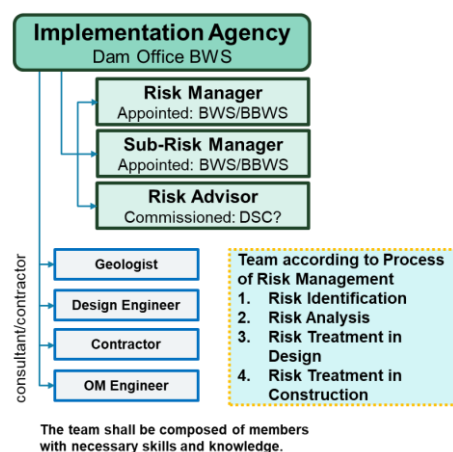 Implementation Agency
Dam Office BWS
Risk Manager
Appointed: BWS/BBWS
Sub-Risk Manager
Appointed: BWS/BBWS
Risk Advisor
Commissioned: DSC?
consultant/contractor
Geologist
Design Engineer
Contractor
OM Engineer
Team according to Process
of Risk Management
1. Risk Identification
2. Risk Analysis
3. Risk Treatment in
Design
4. Risk Treatment in
Construction
The team shall be composed of members
with necessary skills and knowledge.